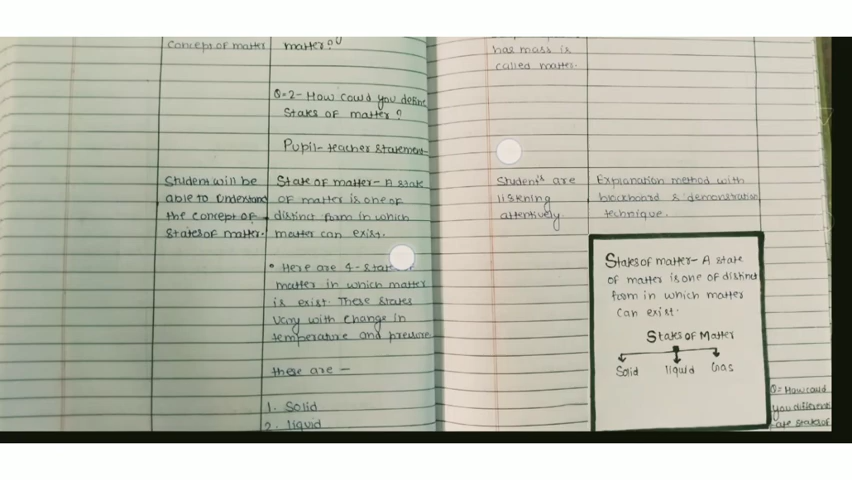 Concept of matter
matter?
Q-2- How could you define
States of matter?
Pupil-teacher statement-
Student will be
able to understand
the concept of
states of matter.
State of matter- A state
of matter is one of
distinct form in which
matter can exist.
• Here are 4-state
matter in which matter
is exist. These states
vary with change in
temperature and pressure
these are -
1. Solid
2. liquid
has mass is
called matter.
Students are
listening
attentively.
Explanation method with
backboard & demonstration
technique.
States of matter- A state
of matter is one of distinct
form in which matter
can exist.
States of Matter
Solid liquid Gas
Q= How could
you different
ate states of